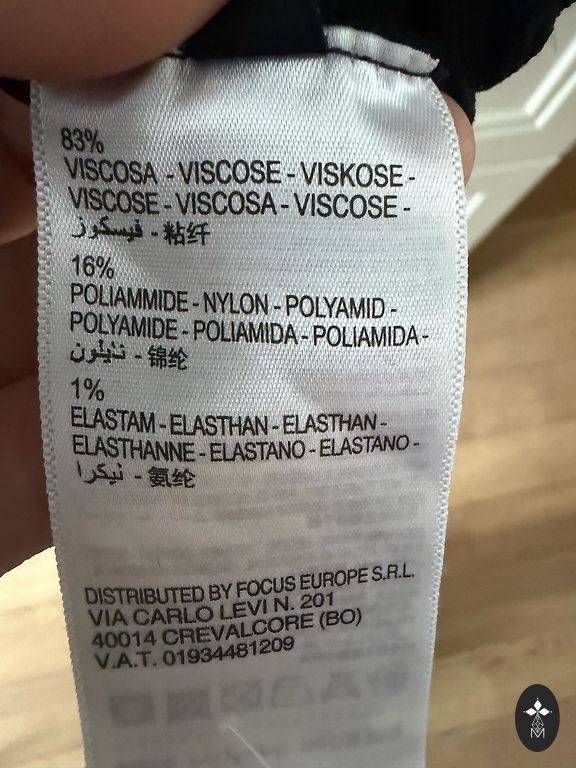 83%
VISCOSA - VISCOSE - VISKOSE -
VISCOSE - VISCOSA - VISCOSE -
فيسكوز - 粘纤
16%
POLIAMMIDE - NYLON - POLYAMID -
POLYAMIDE - POLIAMIDA - POLIAMIDA -
نايلون - 锦纶
1%
ELASTAM - ELASTHAN - ELASTHAN -
ELASTHANNE - ELASTANO - ELASTANO -
نيكرا - 氨纶
DISTRIBUTED BY FOCUS EUROPE S.R.L.
VIA CARLO LEVI N. 201
40014 CREVALCORE (BO)
V.A.T. 01934481209
M